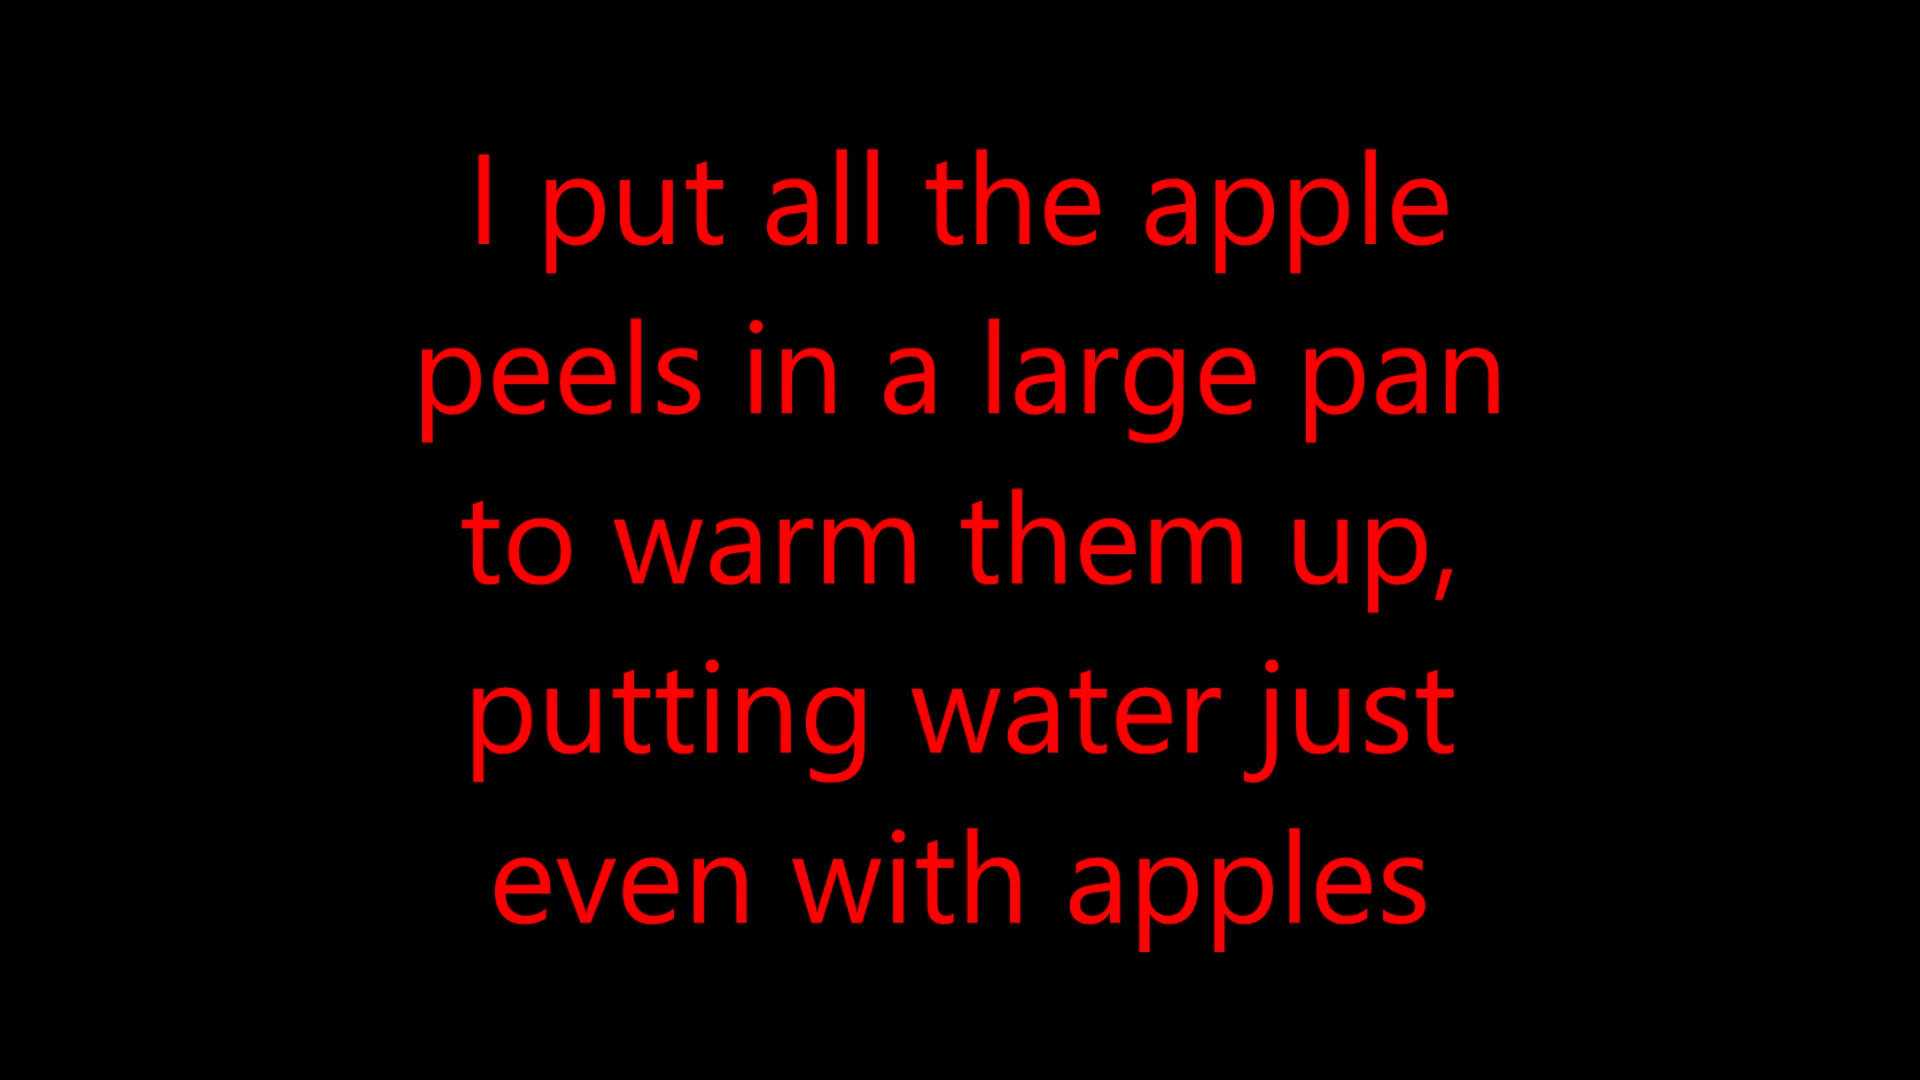 I put all the apple
peels in a large pan
to warm them up,
putting water just
even with apples